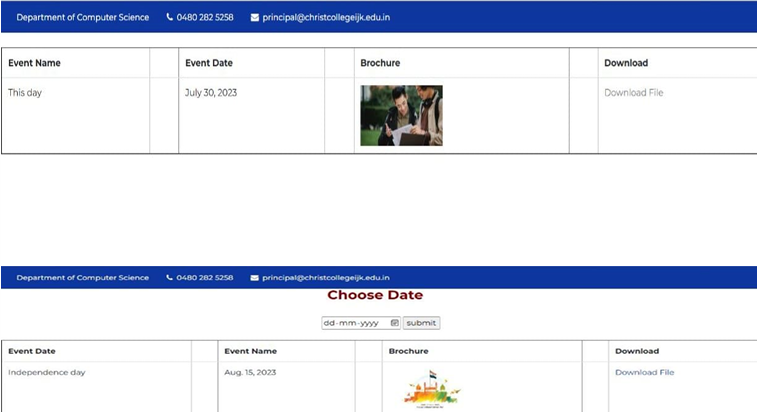 Department of Computer Science 0480 282 5258 principal@christcollegeijk.edu.in
Event Name Event Date Brochure Download
This day July 30, 2023 Download File
Department of Computer Science 0480 282 5258 principal@christcollegeijk.edu.in
Choose Date
dd-mm-yyyy submit
Event Date Event Name Brochure Download
Independence day Aug. 15, 2023 Download File